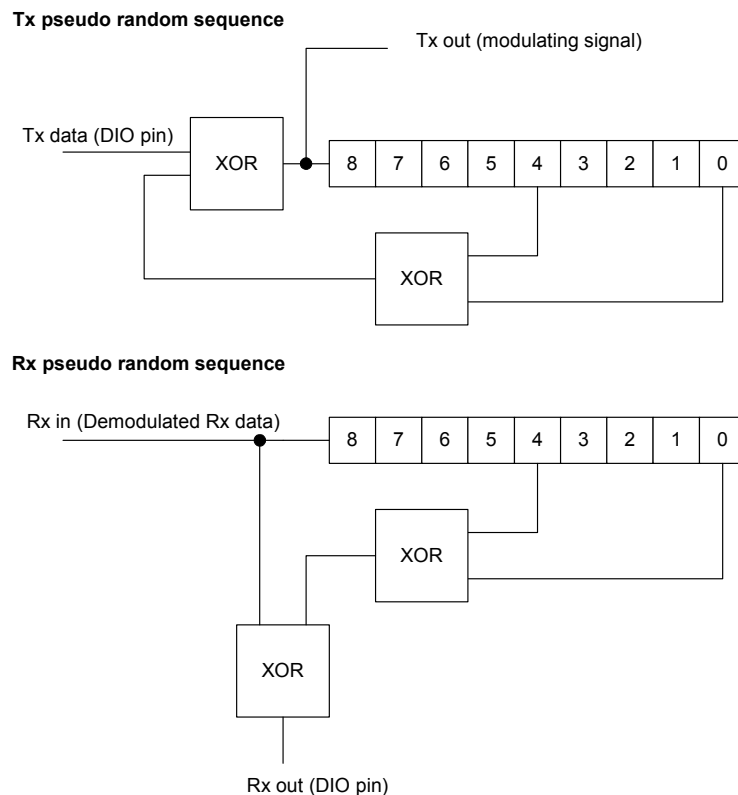 Tx pseudo random sequence
Tx out (modulating signal)
Tx data (DIO pin)
XOR
8 7 6 5 4 3 2 1 0
XOR
Rx pseudo random sequence
Rx in (Demodulated Rx data)
8 7 6 5 4 3 2 1 0
XOR
XOR
Rx out (DIO pin)